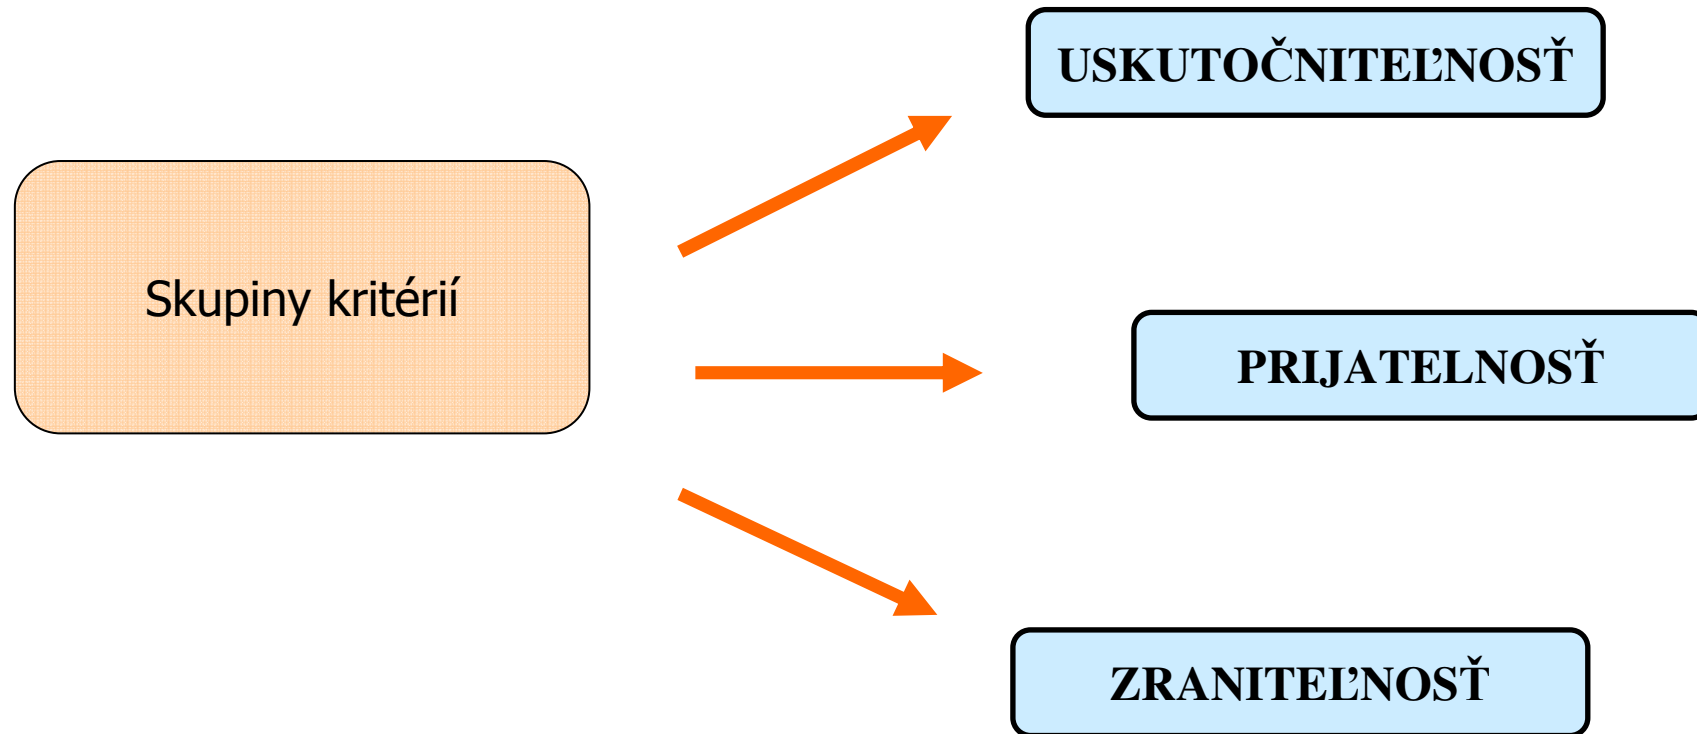 USKUTOČNITEĽNOSŤ
Skupiny kritérií
PRIJATELNOSŤ
ZRANITEĽNOSŤ